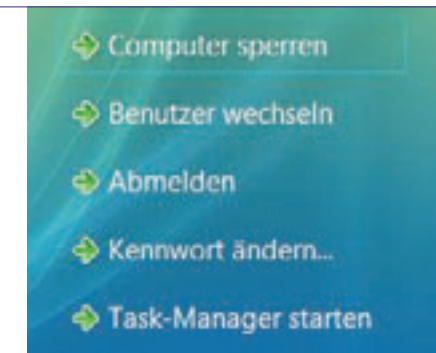 Computer sperren
Benutzer wechseln
Abmelden
Kennwort ändern...
Task-Manager starten